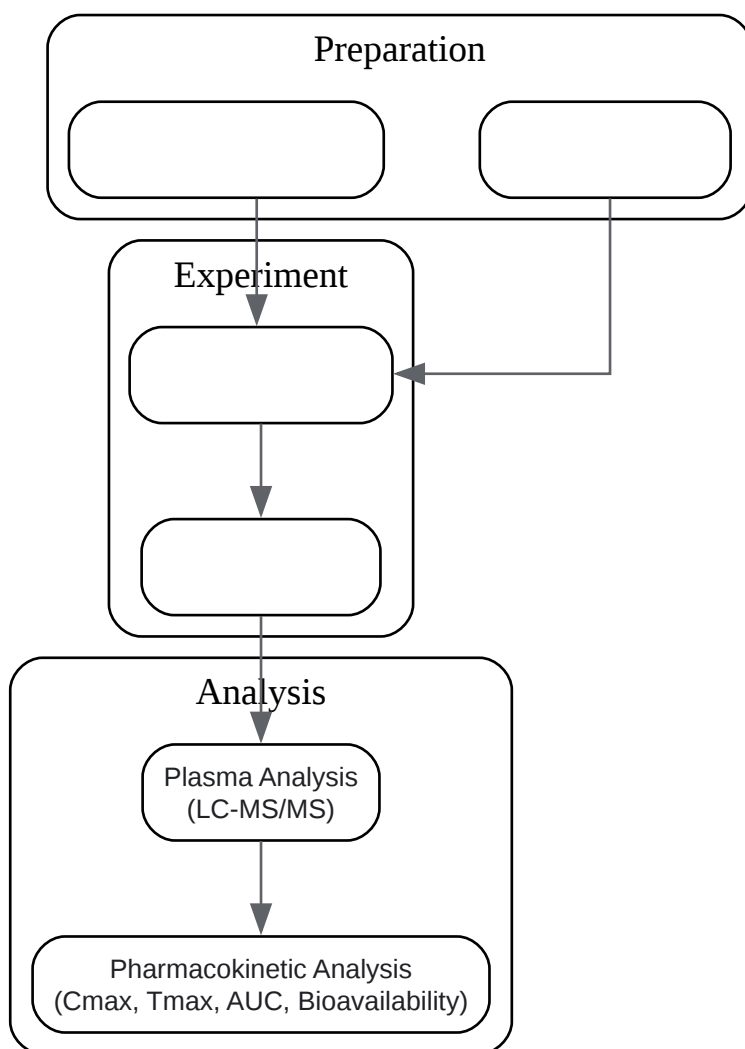 Preparation
Experiment
Analysis
Plasma Analysis
(LC-MS/MS)
Pharmacokinetic Analysis
(Cmax, Tmax, AUC, Bioavailability)